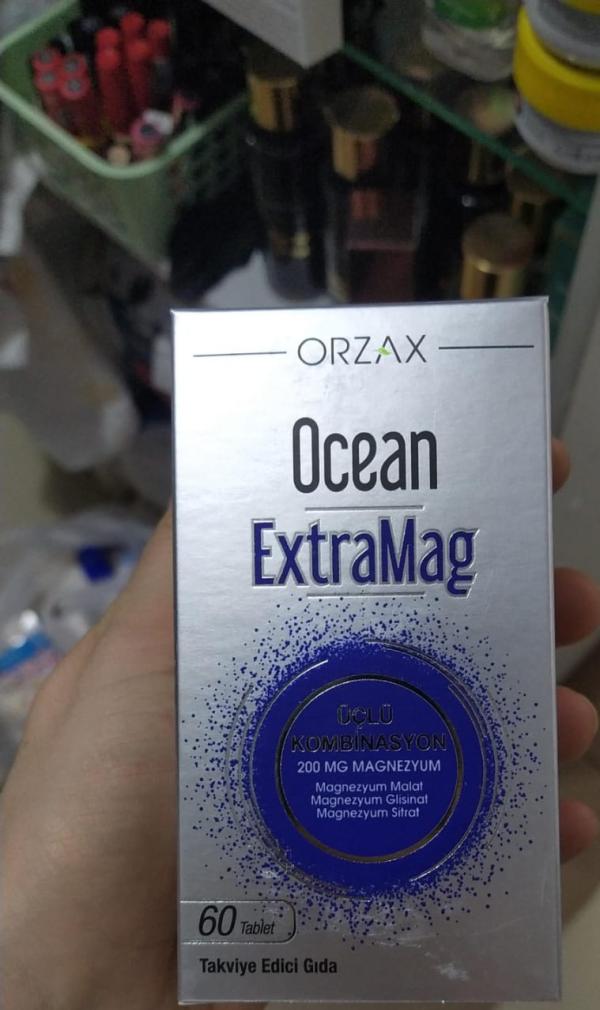 ORZAX
Ocean
ExtraMag
ÜÇLÜ
KOMBİNASYON
200 MG MAGNEZYUM
Magnezyum Malat
Magnezyum Glisinat
Magnezyum Sitrat
60 Tablet
Takviye Edici Gıda